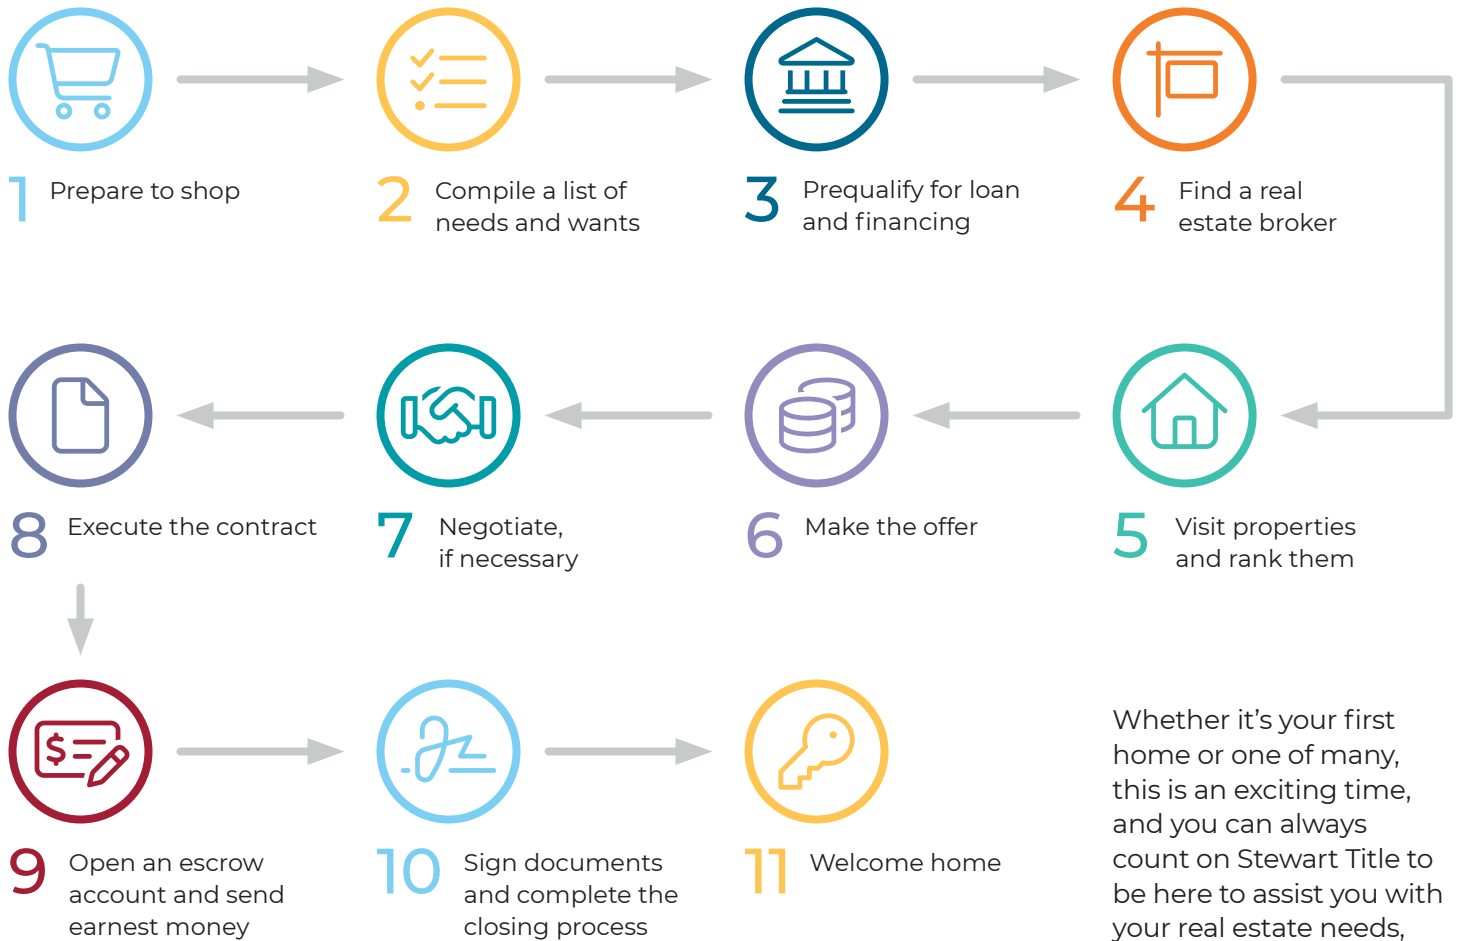 1 Prepare to shop
2 Compile a list of
needs and wants
3 Prequalify for loan
and financing
4 Find a real
estate broker
5 Visit properties
and rank them
6 Make the offer
7 Negotiate,
if necessary
8 Execute the contract
$
9 Open an escrow
account and send
earnest money
10 Sign documents
and complete the
closing process
11 Welcome home
Whether it’s your first
home or one of many,
this is an exciting time,
and you can always
count on Stewart Title to
be here to assist you with
your real estate needs,